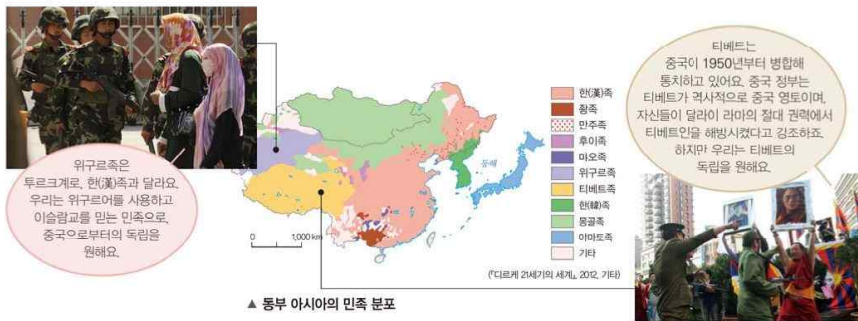 위구르족은
투르크계로, 한(漢)족과 달라요.
우리는 위구르어를 사용하고
이슬람교를 믿는 민족으로,
중국으로부터의 독립을
원해요.
동해
0 1,000 km
한(漢)족
좡족
만주족
후이족
마오족
위구르족
티베트족
한(韓)족
몽골족
야마토족
기타
(『디르케 21세기의 세계』, 2012, 기타)
▲ 동부 아시아의 민족 분포
티베트는
중국이 1950년부터 병합해
통치하고 있어요. 중국 정부는
티베트가 역사적으로 중국 영토이며,
자신들이 달라이 라마의 절대 권력에서
티베트인을 해방시켰다고 강조하죠.
하지만 우리는 티베트의
독립을 원해요.